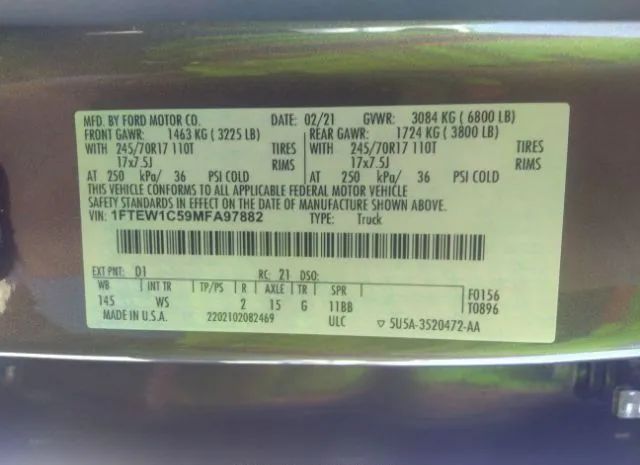 MFD. BY FORD MOTOR CO. DATE: 02/21 GVWR: 3084 KG (6800 LB)
FRONT GAWR: 1463 KG (3225 LB) REAR GAWR: 1724 KG (3800 LB)
WITH 245/70R17 110T TIRES WITH 245/70R17 110T TIRES
17x7.5J RIMS 17x7.5J RIMS
AT 250 kPa/ 36 PSI COLD AT 250 kPa/ 36 PSI COLD
THIS VEHICLE CONFORMS TO ALL APPLICABLE FEDERAL MOTOR VEHICLE
SAFETY STANDARDS IN EFFECT ON THE DATE OF MANUFACTURE SHOWN ABOVE.
VIN: 1FTEW1C59MFA97882 TYPE: Truck
EXT PNT: D1 RC: 21 DSO:
WB INT TR TP/PS R AXLE TR SPR F0156
145 WS 2 15 G 11BB T0896
MADE IN U.S.A. 2202102082469 ULC ▽ 5U5A-3520472-AA